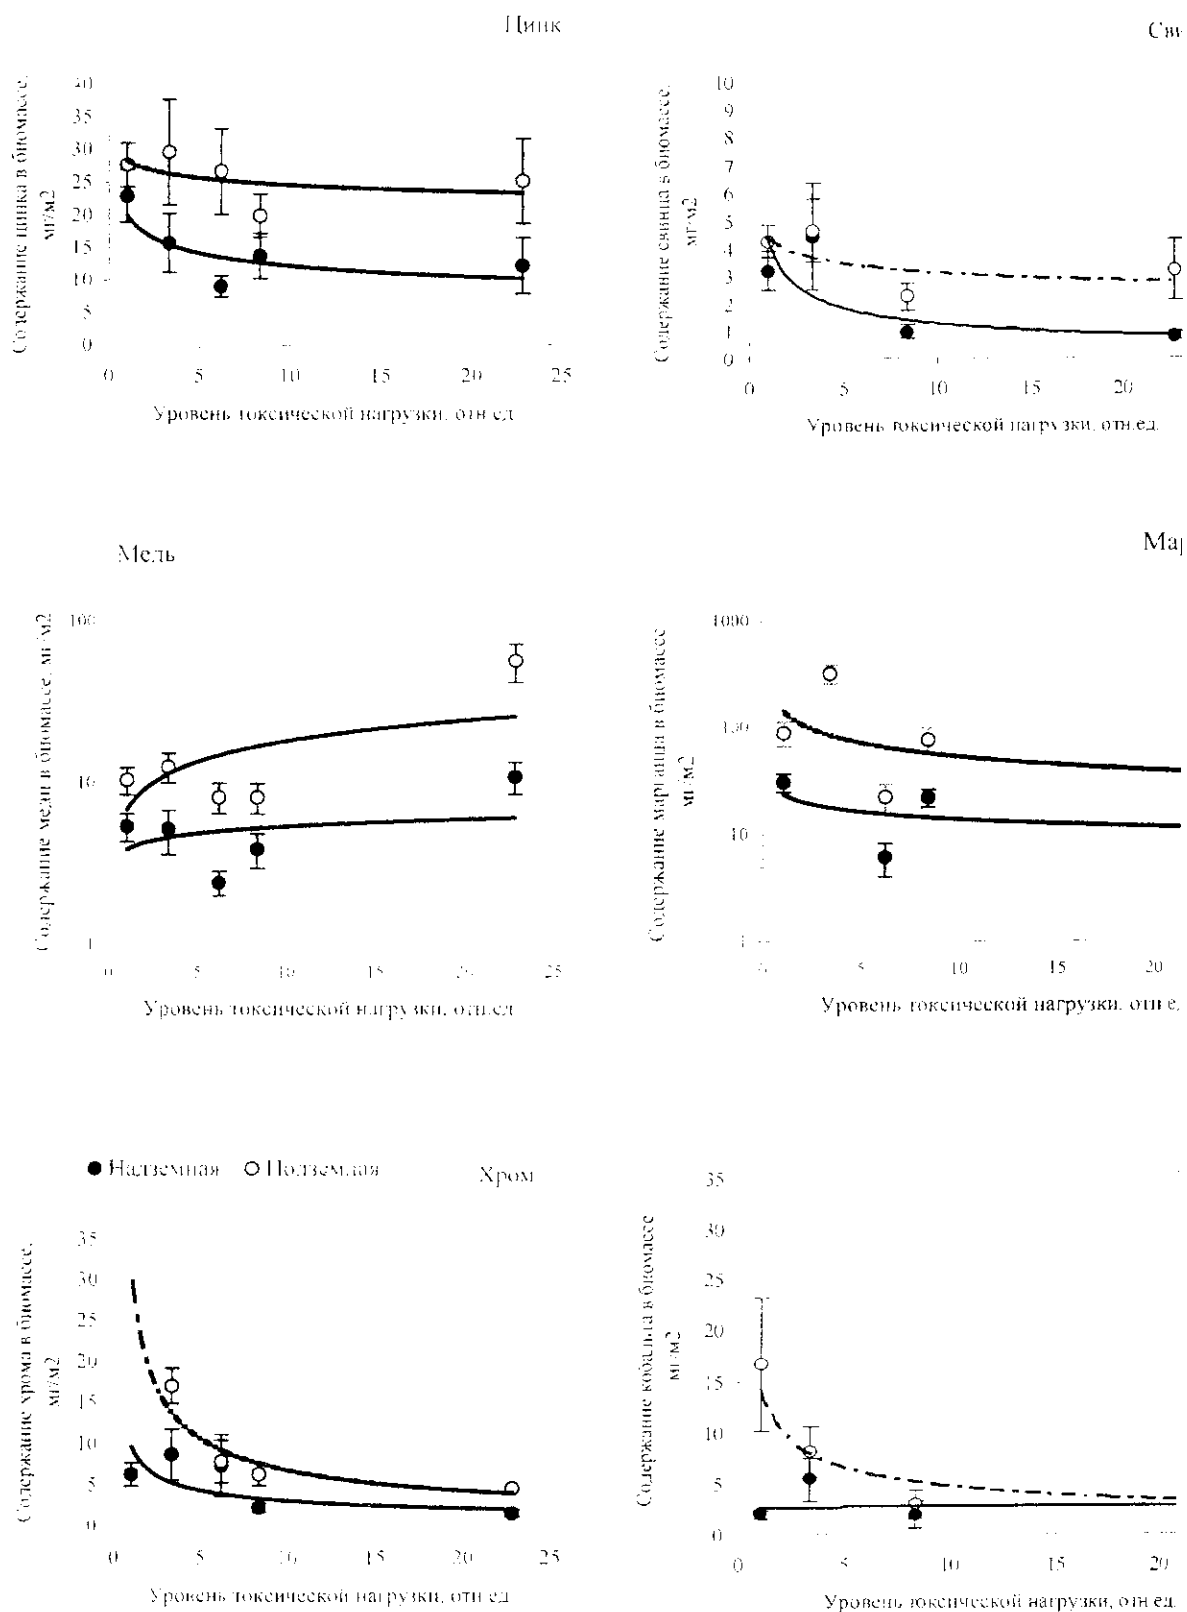 Цинк
Сви
Содержание цинка в биомассе,
мг/м2
40
35
30
25
20
15
10
5
0
0 5 10 15 20 25
Уровень токсической нагрузки, отн.ед
Содержание свинца в биомассе,
мг/м2
10
9
8
7
6
5
4
3
2
1
0
0 5 10 15 20
Уровень токсической нагрузки, отн.ед.
Медь
Мар
Содержание меди в биомассе, мг/м2
100
10
1
0 5 10 15 20 25
Уровень токсической нагрузки, отн.ед
Содержание марганца в биомассе
мг/м2
1000
100
10
1
0 5 10 15 20
Уровень токсической нагрузки, отн е.
Надземная Подземная
Хром
Содержание хрома в биомассе,
мг/м2
35
30
25
20
15
10
5
0
0 5 10 15 20 25
Уровень токсической нагрузки, отн ед
Содержание кобальта в биомассе
мг/м2
35
30
25
20
15
10
5
0
0 5 10 15 20
Уровень токсической нагрузки, отн ед.